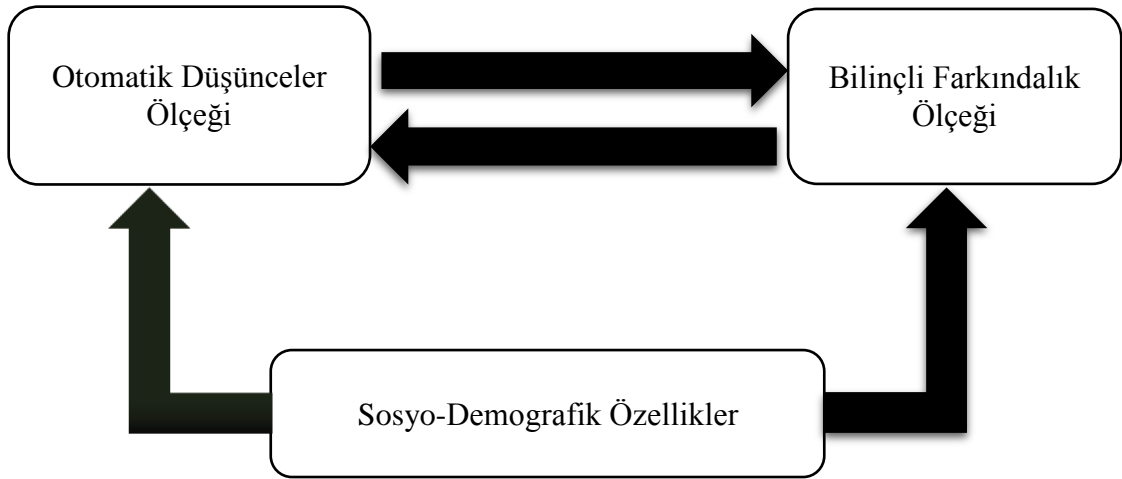 Otomatik Düşünceler
Ölçeği
Bilinçli Farkındalık
Ölçeği
Sosyo-Demografik Özellikler